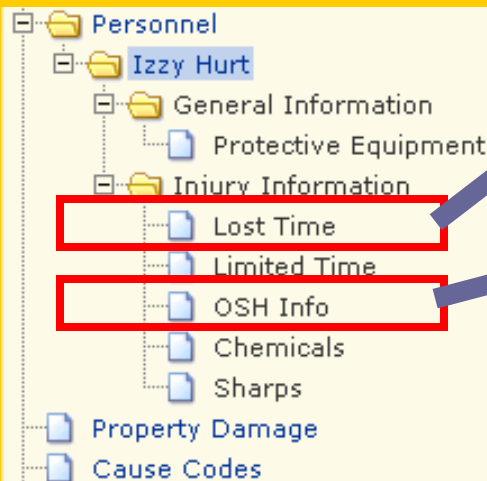 Personnel
Izzy Hurt
General Information
Protective Equipment
Injury Information
Lost Time
Limited Time
OSH Info
Chemicals
Sharps
Property Damage
Cause Codes